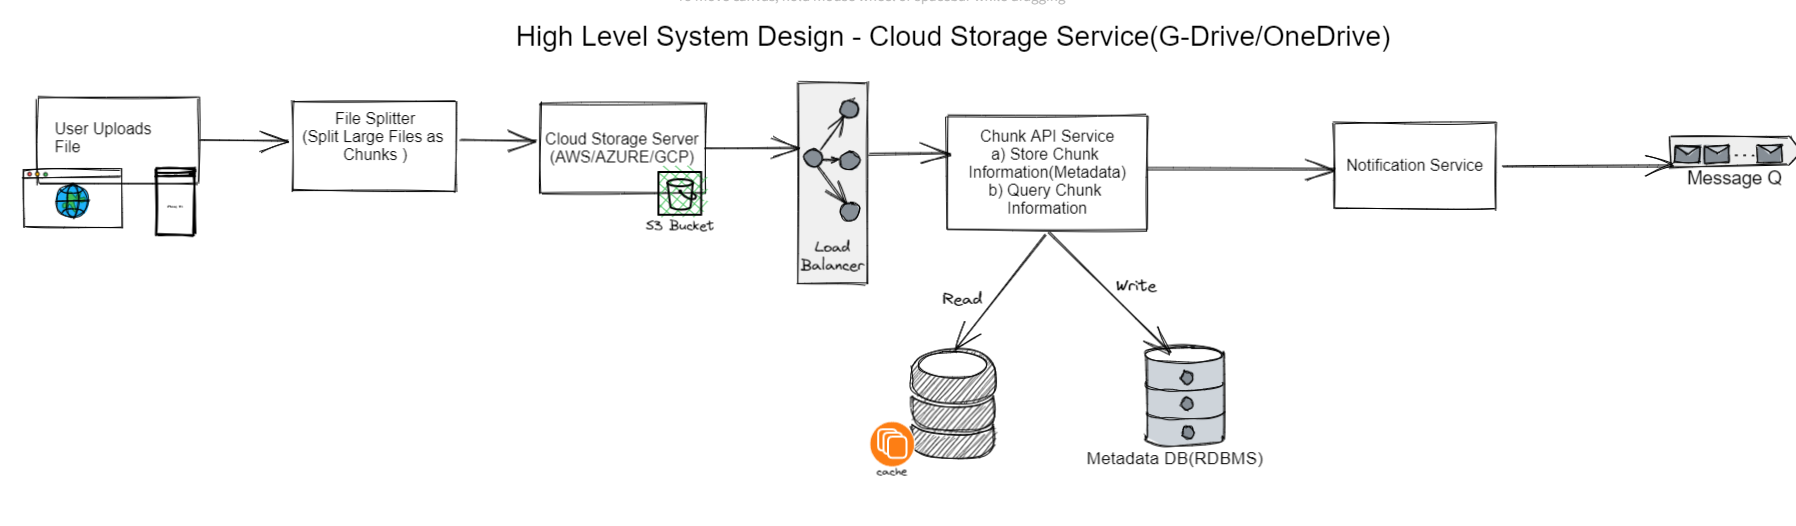 High Level System Design - Cloud Storage Service(G-Drive/OneDrive)
User Uploads
File
File Splitter
(Split Large Files as
Chunks )
Cloud Storage Server
(AWS/AZURE/GCP)
S3 Bucket
Load
Balancer
Chunk API Service
a) Store Chunk
Information(Metadata)
b) Query Chunk
Information
Notification Service
Message Q
Read
Write
cache
Metadata DB(RDBMS)